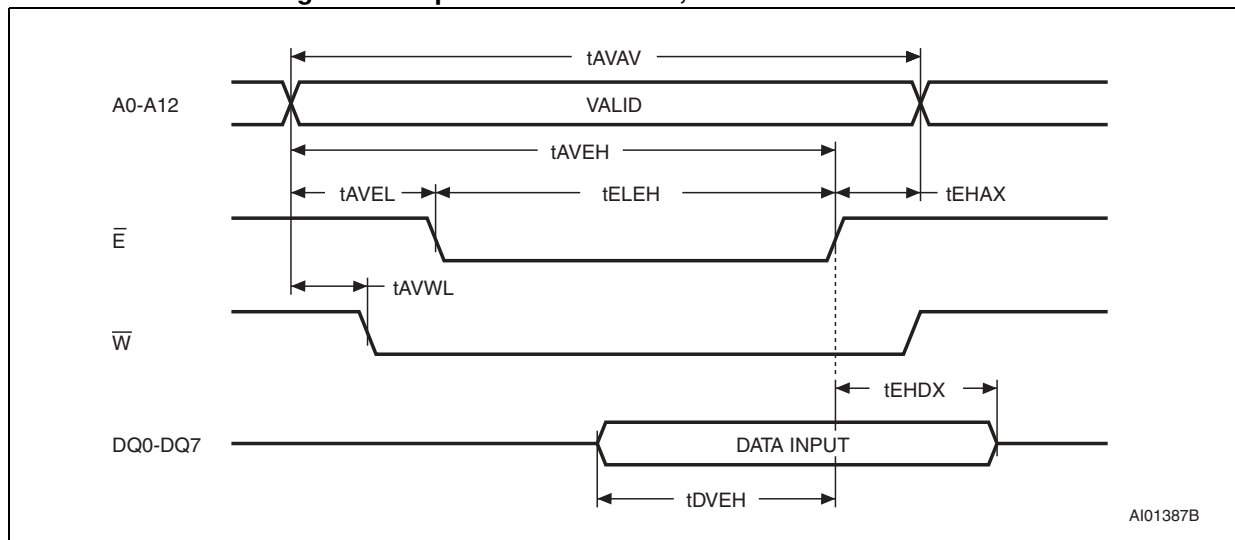 tAVAV
A0-A12
VALID
tAVEH
tAVEL
tELEH
tEHAX
E̅
tAVWL
W̅
tEHDX
DQ0-DQ7
DATA INPUT
tDVEH
AI01387B